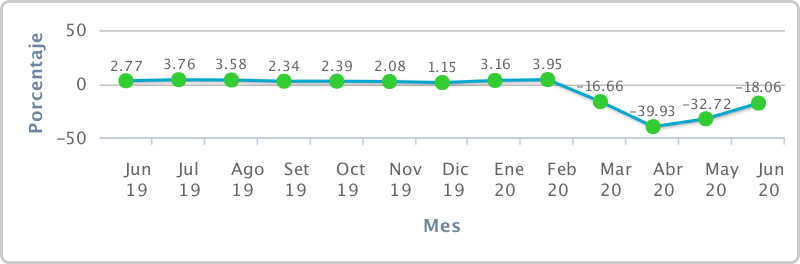 Porcentaje
50
0
−50
2.77 3.76 3.58 2.34 2.39 2.08 1.15 3.16 3.95 −16.66 −39.93 −32.72 −18.06
Jun Jul Ago Set Oct Nov Dic Ene Feb Mar Abr May Jun
19 19 19 19 19 19 19 20 20 20 20 20 20
Mes